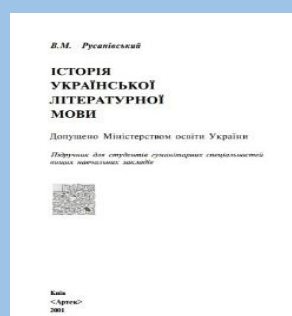 В.М. Русанівський
ІСТОРІЯ
УКРАЇНСЬКОЇ
ЛІТЕРАТУРНОЇ
МОВИ
Допущено Міністерством освіти України
Підручник для студентів гуманітарних спеціальностей
вищих навчальних закладів
Київ
<Артек>
2001